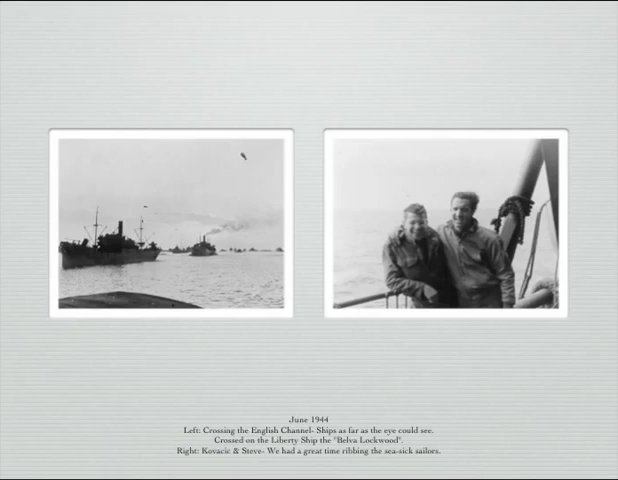 June 1944
Left: Crossing the English Channel- Ships as far as the eye could see.
Crossed on the Liberty Ship the "Belva Lockwood".
Right: Kovacic & Steve- We had a great time ribbing the sea-sick sailors.